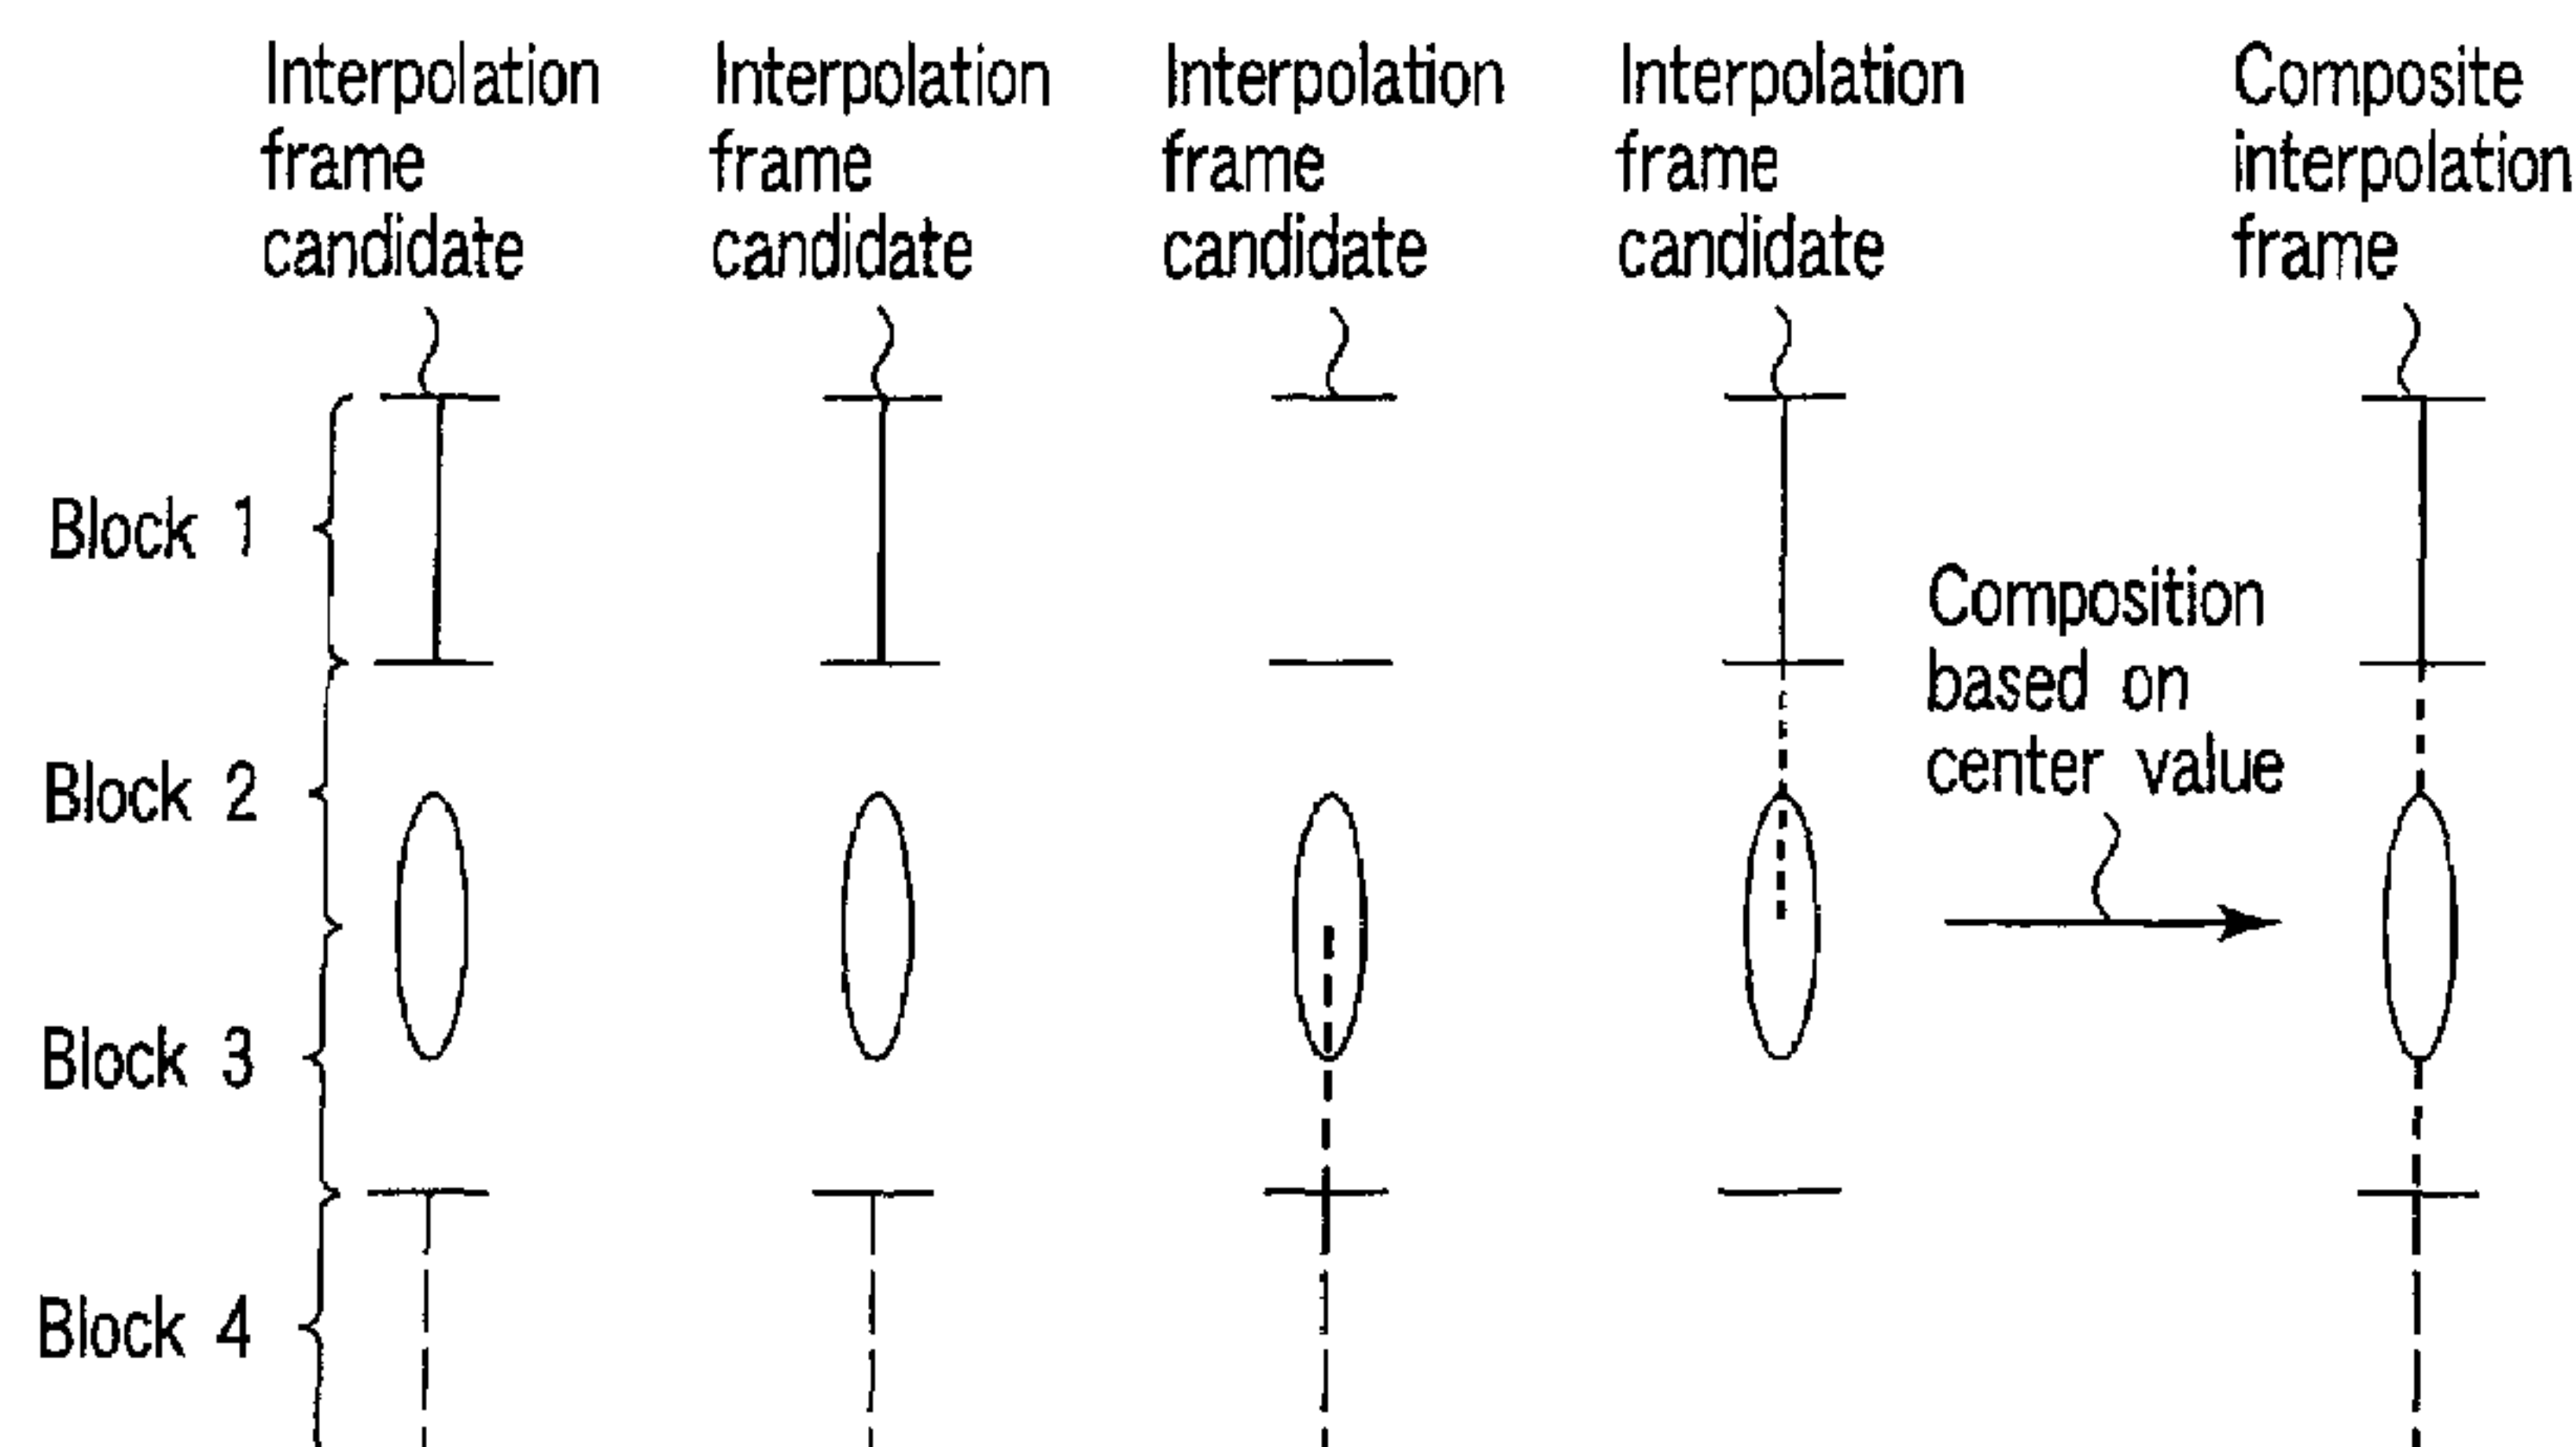 Interpolation
frame
candidate
Interpolation
frame
candidate
Interpolation
frame
candidate
Interpolation
frame
candidate
Composite
interpolation
frame
Block 1
Composition
based on
center value
Block 2
Block 3
Block 4